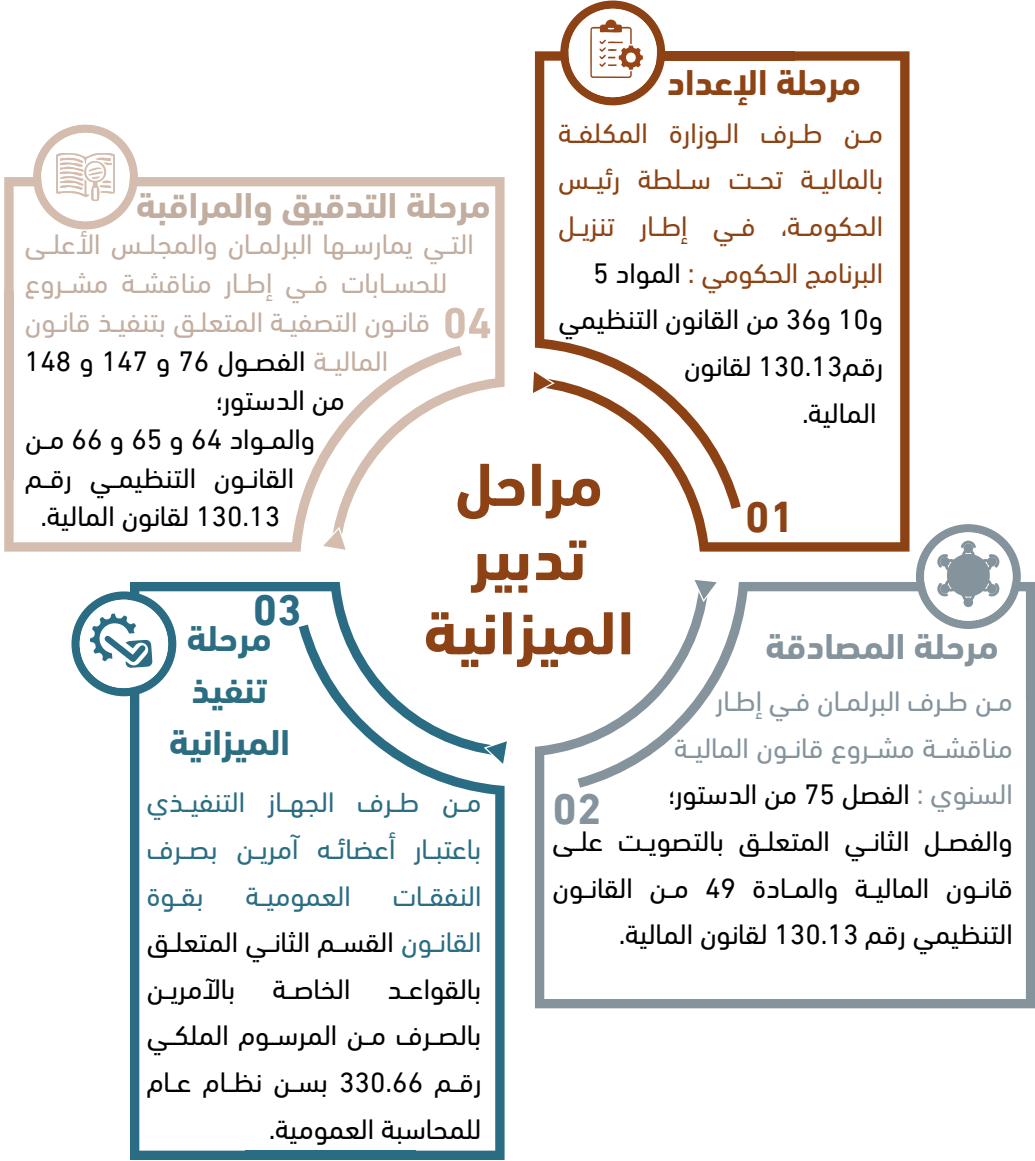 مراحل
تدبير
الميزانية
01
مرحلة الإعداد
من طرف الوزارة المكلفة
بالمالية تحت سلطة رئيس
الحكومة، في إطار تنزيل
البرنامج الحكومي : المواد 5
و10 و36 من القانون التنظيمي
رقم130.13 لقانون
المالية.
02
مرحلة المصادقة
من طرف البرلمان في إطار
مناقشة مشروع قانون المالية
السنوي : الفصل 75 من الدستور؛
والفصل الثاني المتعلق بالتصويت على
قانون المالية والمادة 49 من القانون
التنظيمي رقم 130.13 لقانون المالية.
03
مرحلة
تنفيذ
الميزانية
من طرف الجهاز التنفيذي
باعتبار أعضائه آمرين بصرف
النفقات العمومية بقوة
القانون القسم الثاني المتعلق
بالقواعد الخاصة بالآمرين
بالصرف من المرسوم الملكي
رقم 330.66 بسن نظام عام
للمحاسبة العمومية.
04
مرحلة التدقيق والمراقبة
التي يمارسها البرلمان والمجلس الأعلى
للحسابات في إطار مناقشة مشروع
قانون التصفية المتعلق بتنفيذ قانون
المالية الفصول 76 و 147 و 148
من الدستور؛
والمواد 64 و 65 و 66 من
القانون التنظيمي رقم
130.13 لقانون المالية.